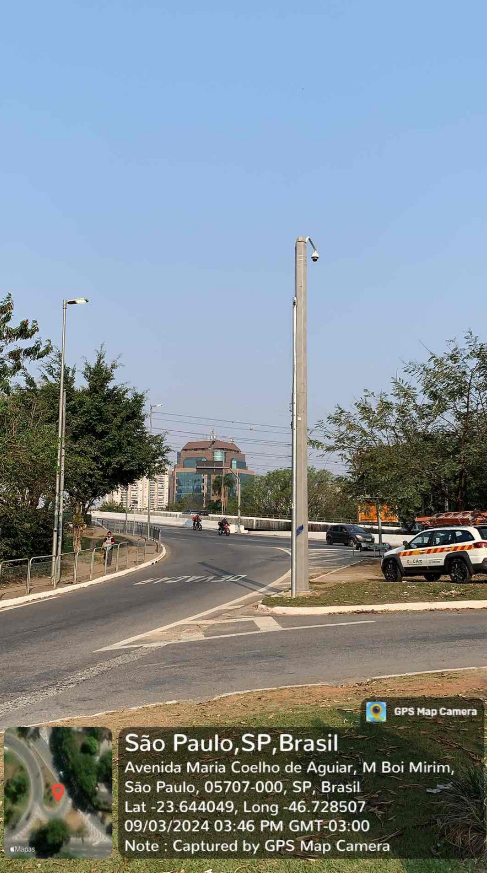 DEVAGAR
GPS Map Camera
São Paulo,SP,Brasil
Avenida Maria Coelho de Aguiar, M Boi Mirim,
São Paulo, 05707-000, SP, Brasil
Lat -23.644049, Long -46.728507
09/03/2024 03:46 PM GMT-03:00
Note : Captured by GPS Map Camera
Mapas